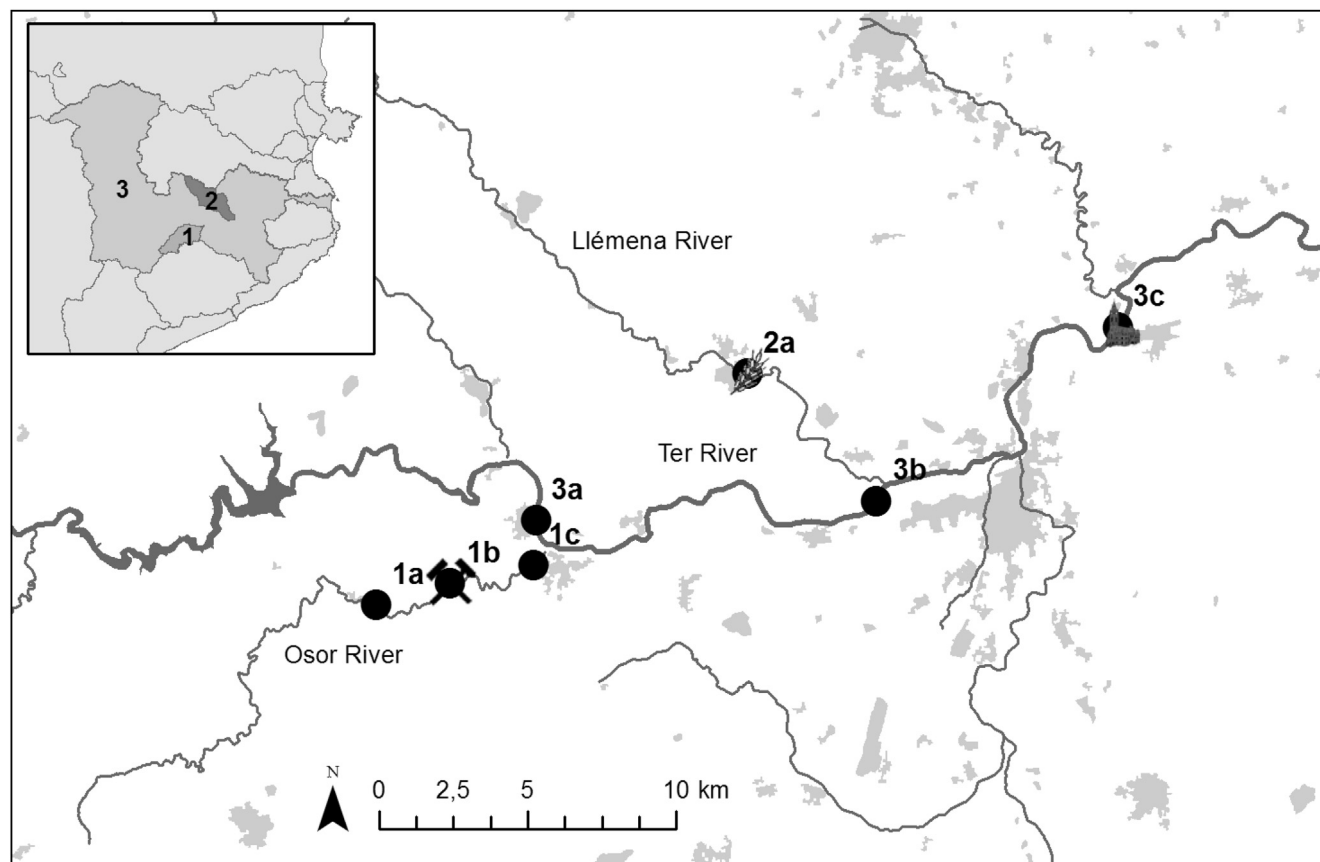 3
2
1
Llémena River
3c
2a
Ter River
3b
3a
1c
1b
1a
Osor River
N
0 2,5 5 10 km